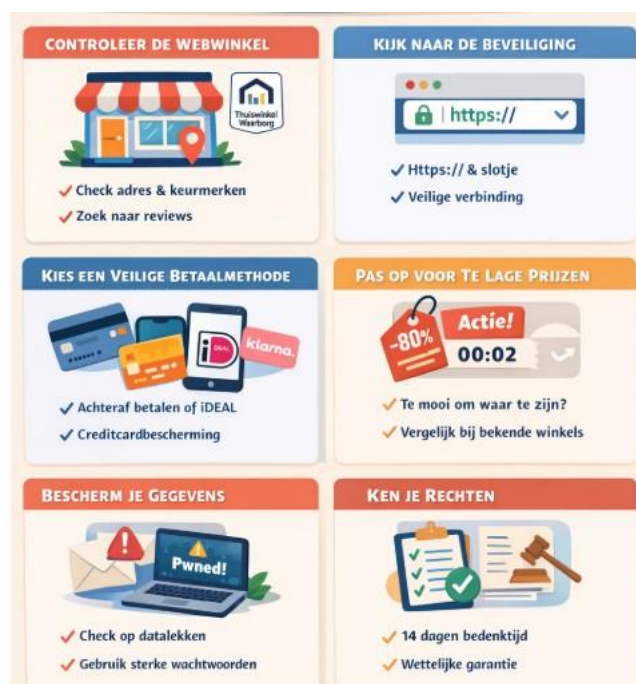 CONTROLEER DE WEBWINKEL
Thuiswinkel
Waarborg
Check adres & keurmerken
Zoek naar reviews
KIJK NAAR DE BEVEILIGING
https://
Https:// & slotje
Veilige verbinding
KIES EEN VEILIGE BETAALMETHODE
iDEAL
klarna.
Achteraf betalen of iDEAL
Creditcardbescherming
PAS OP VOOR TE LAGE PRIJZEN
-80%
Actie!
00:02
Te mooi om waar te zijn?
Vergelijk bij bekende winkels
BESCHERM JE GEGEVENS
Pwned!
Check op datalekken
Gebruik sterke wachtwoorden
KEN JE RECHTEN
14 dagen bedenktijd
Wettelijke garantie